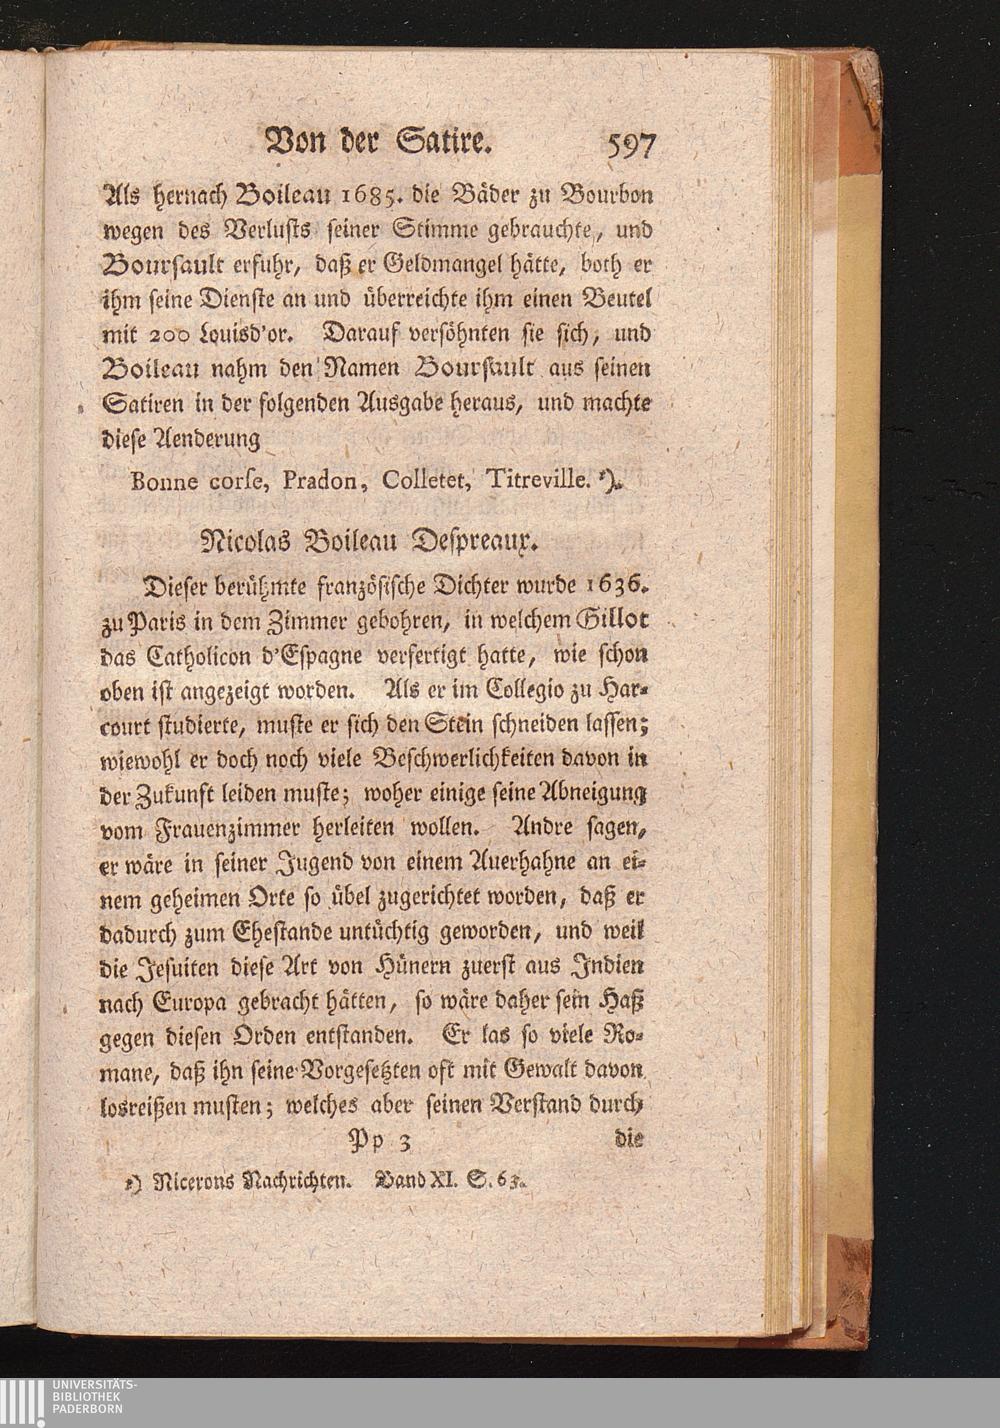 Von der Satire. 597
Als hernach Boileau 1685. die Bäder zu Bourbon
wegen des Verlusts seiner Stimme gebrauchte, und
Boursault erfuhr, daß er Geldmangel hätte, both er
ihm seine Dienste an und überreichte ihm einen Beutel
mit 200 Louisd'or. Darauf versöhnten sie sich, und
Boileau nahm den Namen Boursault aus seinen
Satiren in der folgenden Ausgabe heraus, und machte
diese Aenderung
Bonne corse, Pradon, Colletet, Titreville.
Nicolas Boileau Despreaux.
Dieser berühmte französische Dichter wurde 1636.
zu Paris in dem Zimmer gebohren, in welchem Gillot
das Catholicon d'Espagne verfertigt hatte, wie schon
oben ist angezeigt worden. Als er im Collegio zu Har-
court studierte, muste er sich den Stein schneiden lassen;
wiewohl er doch noch viele Beschwerlichkeiten davon in
der Zukunft leiden muste; woher einige seine Abneigung
vom Frauenzimmer herleiten wollen. Andre sagen,
er wäre in seiner Jugend von einem Auerhahne an ei-
nem geheimen Orte so übel zugerichtet worden, daß er
dadurch zum Ehestande untüchtig geworden, und weil
die Jesuiten diese Art von Hünern zuerst aus Indien
nach Europa gebracht hätten, so wäre daher sein Haß
gegen diesen Orden entstanden. Er las so viele Ro-
mane, daß ihn seine Vorgesetzten oft mit Gewalt davon
losreißen musten; welches aber seinen Verstand durch
Pp 3 die
Nicerons Nachrichten. Band XI. S. 63.
UNIVERSITÄTS-
BIBLIOTHEK
PADERBORN